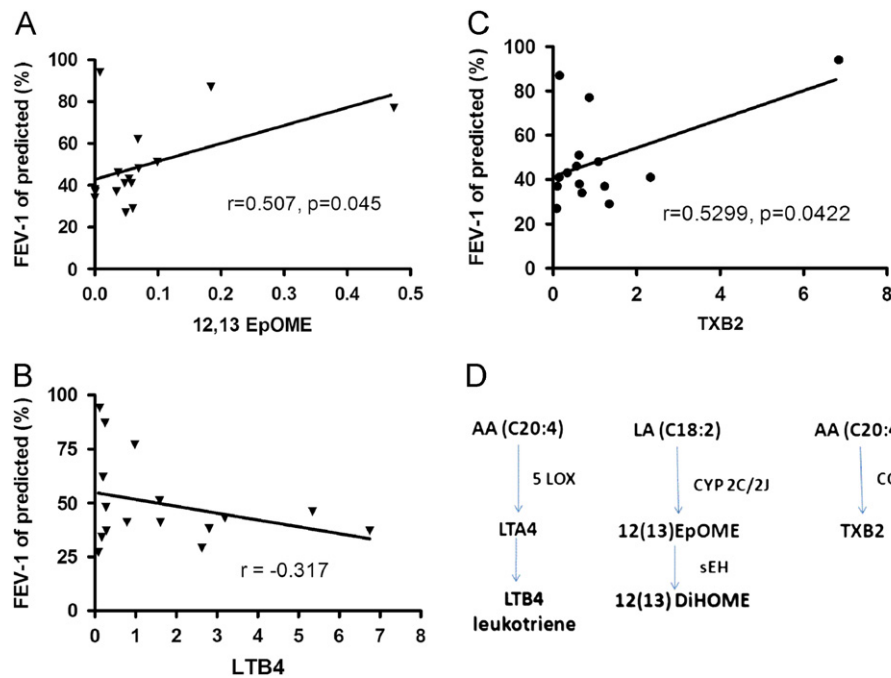 A
FEV-1 of predicted (%)
100
80
60
40
20
0
r=0.507, p=0.045
0.0 0.1 0.2 0.3 0.4 0.5
12,13 EpOME
C
FEV-1 of predicted (%)
100
80
60
40
20
0
r=0.5299, p=0.0422
0 2 4 6 8
TXB2
B
FEV-1 of predicted (%)
100
75
50
25
0
r = -0.317
0 1 2 3 4 5 6 7 8
LTB4
D
AA (C20:4) LA (C18:2) AA (C20:4
5 LOX CYP 2C/2J
LTA4 12(13)EpOME TXB2
sEH
LTB4 12(13) DiHOME
leukotriene